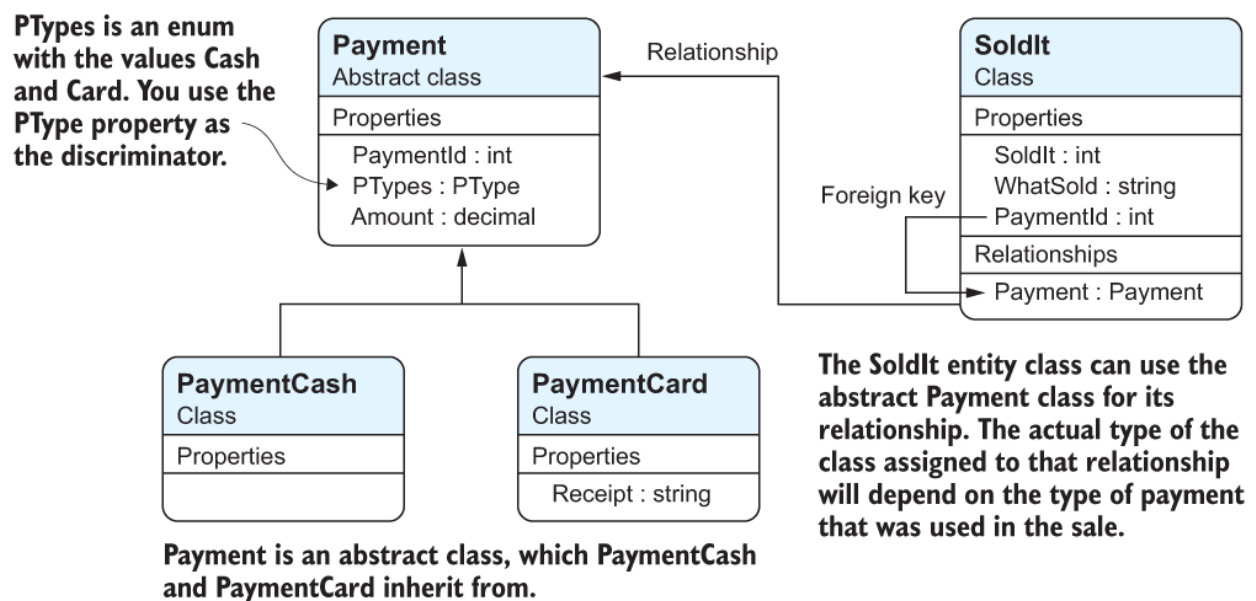 PTypes is an enum
with the values Cash
and Card. You use the
PType property as
the discriminator.
Payment
Abstract class
Properties
PaymentId : int
PTypes : PType
Amount : decimal
Relationship
SoldIt
Class
Properties
SoldIt : int
WhatSold : string
PaymentId : int
Relationships
Payment : Payment
Foreign key
PaymentCash
Class
Properties
PaymentCard
Class
Properties
Receipt : string
The SoldIt entity class can use the
abstract Payment class for its
relationship. The actual type of the
class assigned to that relationship
will depend on the type of payment
that was used in the sale.
Payment is an abstract class, which PaymentCash
and PaymentCard inherit from.